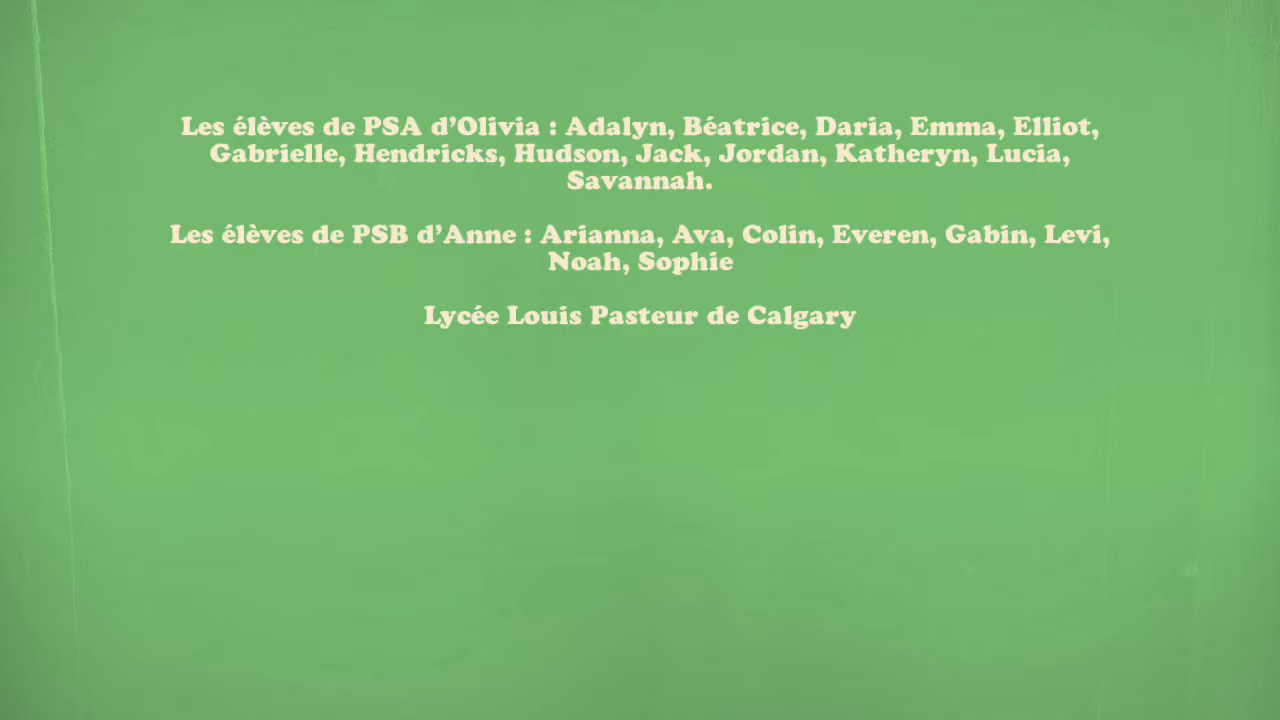 Les élèves de PSA d’Olivia : Adalyn, Béatrice, Daria, Emma, Elliot,
Gabrielle, Hendricks, Hudson, Jack, Jordan, Katheryn, Lucia,
Savannah.
Les élèves de PSB d’Anne : Arianna, Ava, Colin, Everen, Gabin, Levi,
Noah, Sophie
Lycée Louis Pasteur de Calgary